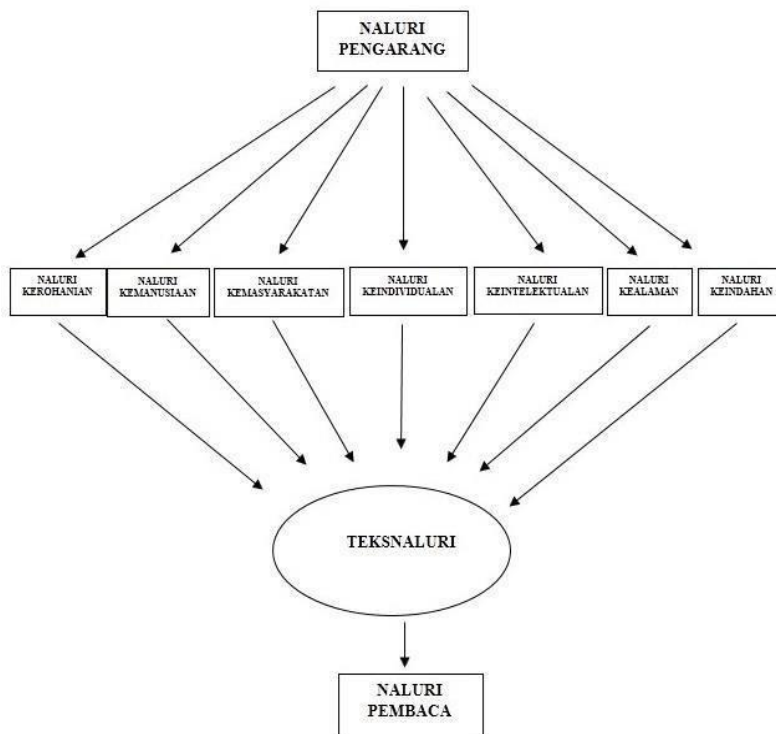 NALURI
PENGARANG
NALURI
KEROHANIAN
NALURI
KEMANUSIAAN
NALURI
KEMASYARAKATAN
NALURI
KEINDIVIDUALAN
NALURI
KEINTELEKTUALAN
NALURI
KEALAMAN
NALURI
KEINDAHAN
TEKSNALURI
NALURI
PEMBACA